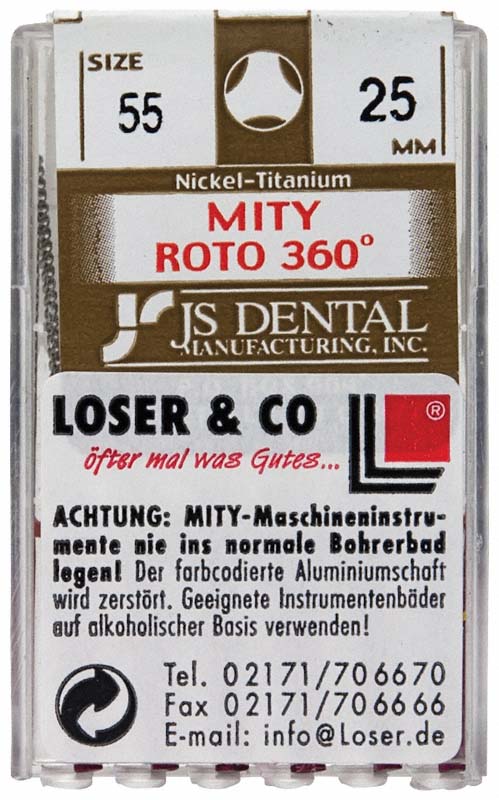 SIZE
55
25
MM
Nickel-Titanium
MITY
ROTO 360°
JS DENTAL
MANUFACTURING, INC.
LOSER & CO
öfter mal was Gutes...
®
ACHTUNG: MITY-Maschineninstru-
mente nie ins normale Bohrerbad
legen! Der farbcodierte Aluminiumschaft
wird zerstört. Geeignete Instrumentenbäder
auf alkoholischer Basis verwenden!
Tel. 02171/706670
Fax 02171/706666
E-mail: info@Loser.de